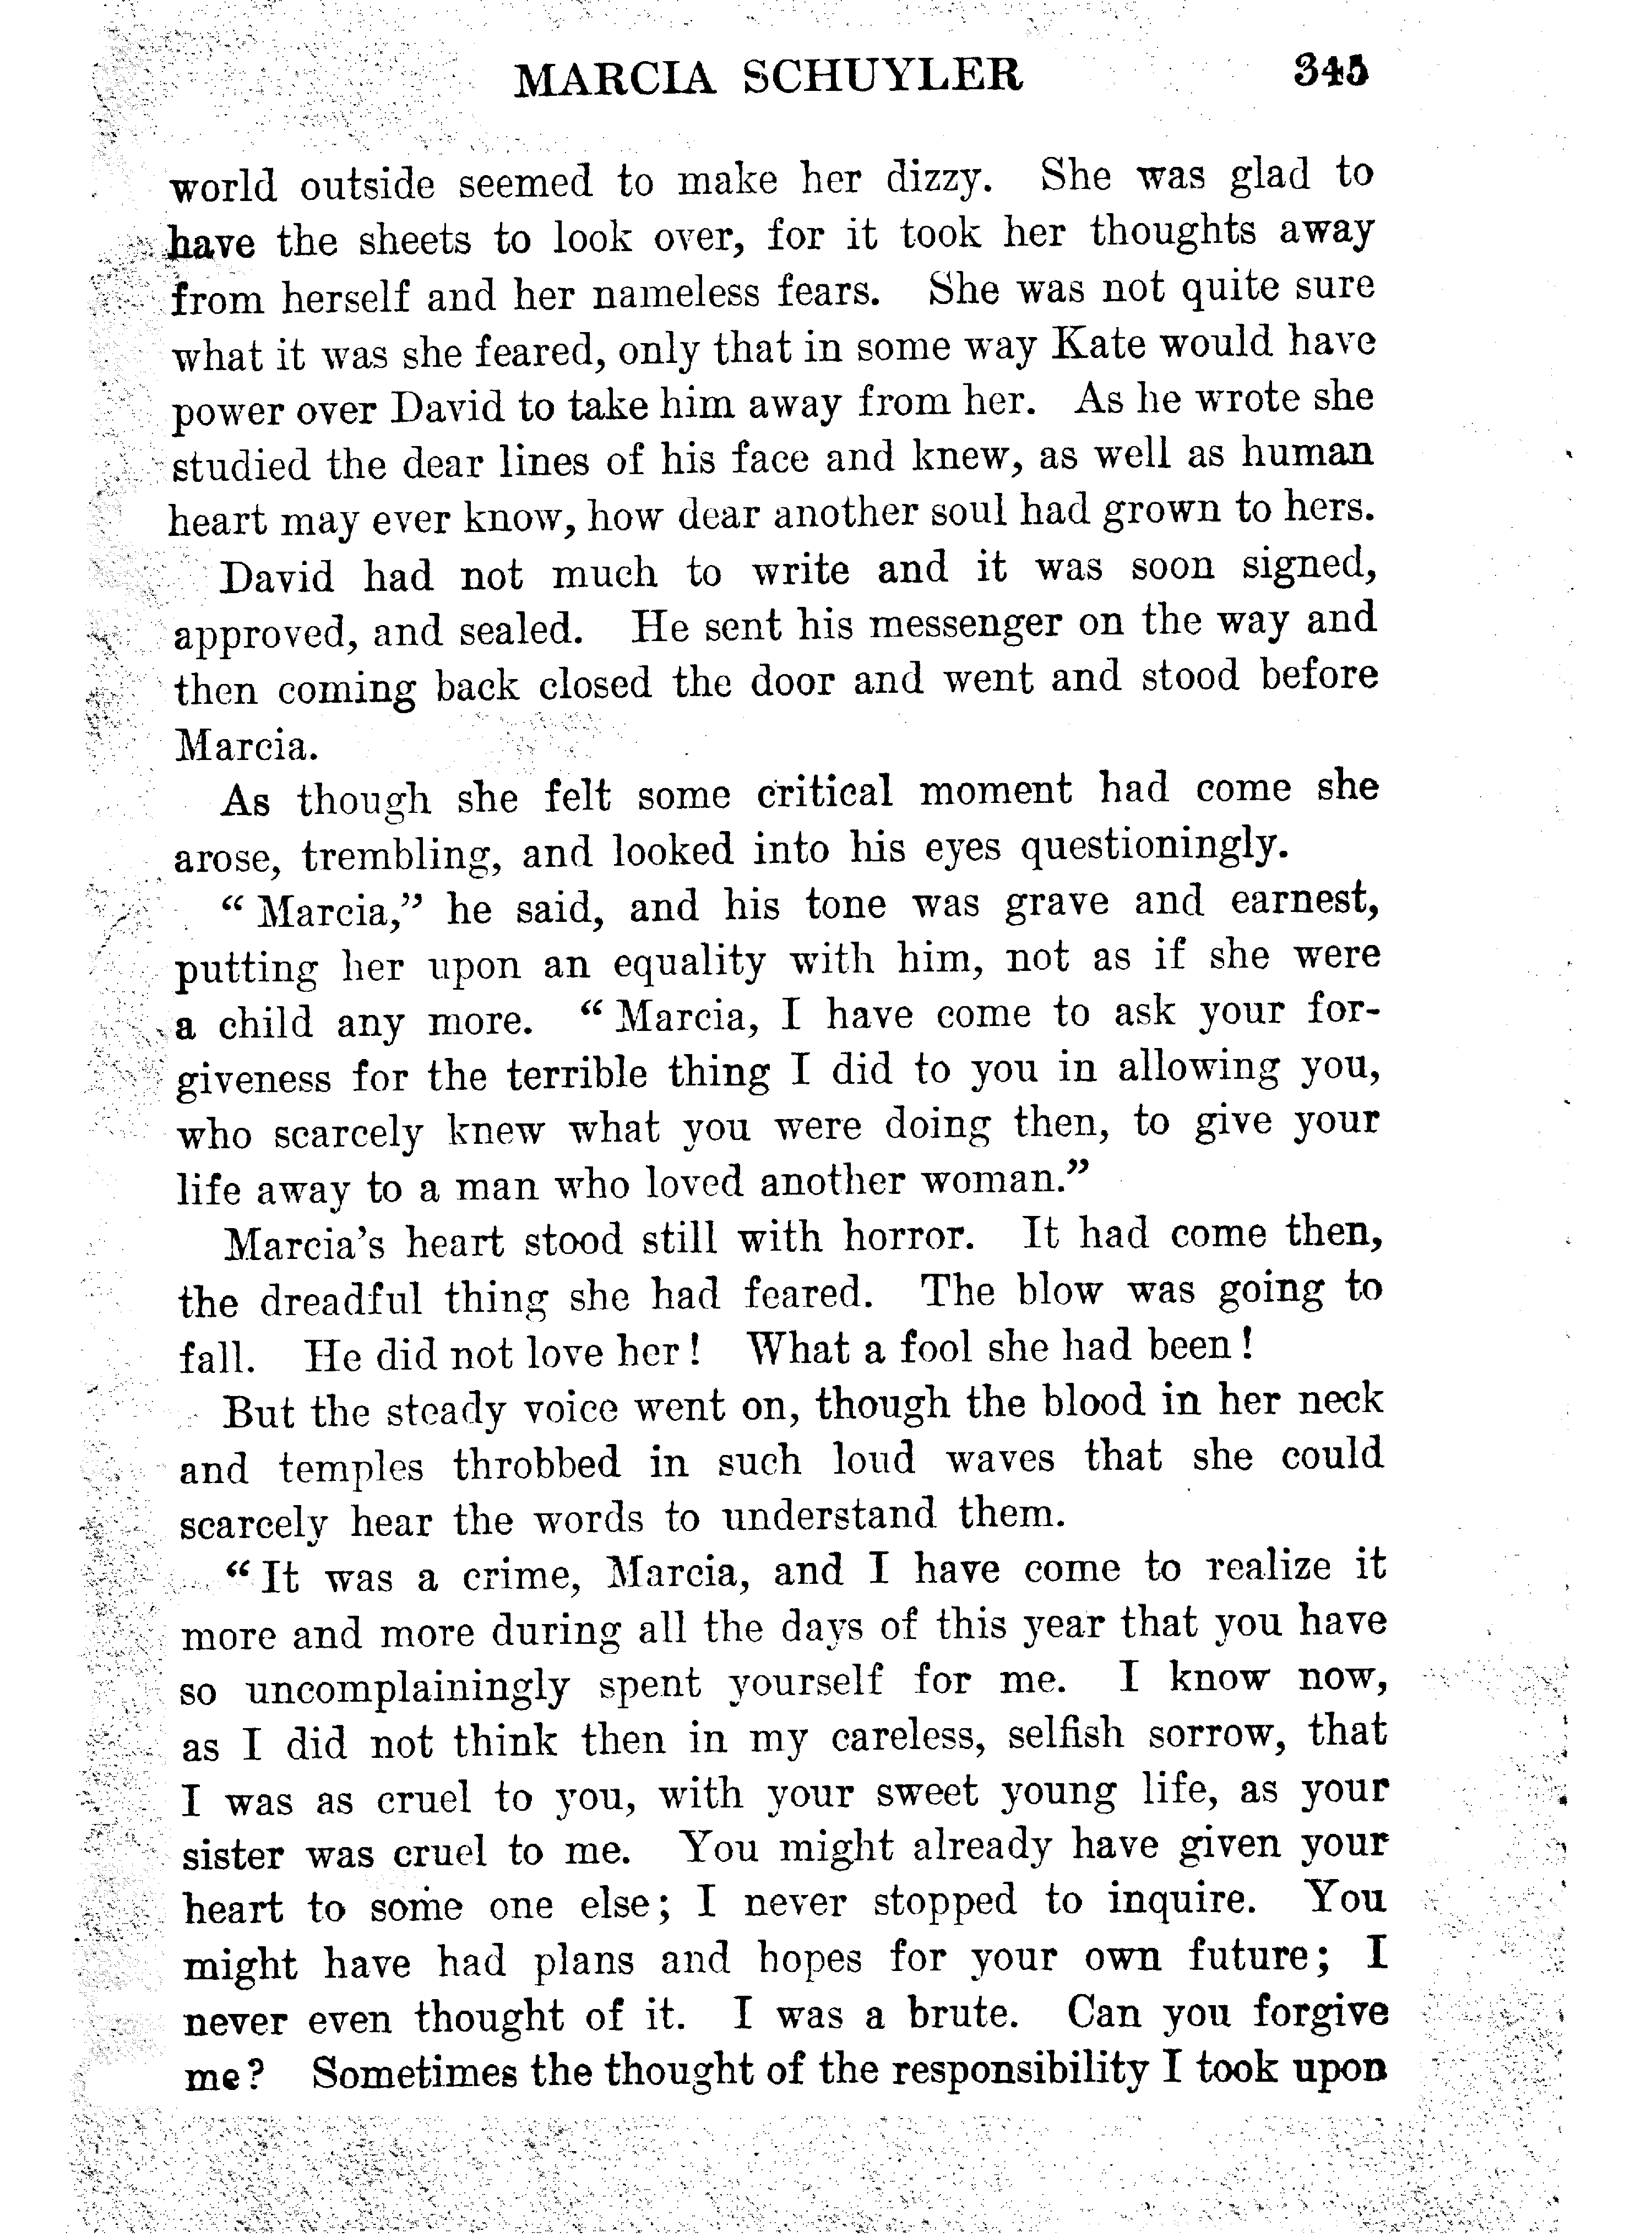 MARCIA SCHUYLER 345
world outside seemed to make her dizzy. She was glad to
have the sheets to look over, for it took her thoughts away
from herself and her nameless fears. She was not quite sure
what it was she feared, only that in some way Kate would have
power over David to take him away from her. As he wrote she
studied the dear lines of his face and knew, as well as human
heart may ever know, how dear another soul had grown to hers.
David had not much to write and it was soon signed,
approved, and sealed. He sent his messenger on the way and
then coming back closed the door and went and stood before
Marcia.
As though she felt some critical moment had come she
arose, trembling, and looked into his eyes questioningly.
“Marcia,” he said, and his tone was grave and earnest,
putting her upon an equality with him, not as if she were
a child any more. “Marcia, I have come to ask your for-
giveness for the terrible thing I did to you in allowing you,
who scarcely knew what you were doing then, to give your
life away to a man who loved another woman.”
Marcia's heart stood still with horror. It had come then,
the dreadful thing she had feared. The blow was going to
fall. He did not love her! What a fool she had been!
But the steady voice went on, though the blood in her neck
and temples throbbed in such loud waves that she could
scarcely hear the words to understand them.
“It was a crime, Marcia, and I have come to realize it
more and more during all the days of this year that you have
so uncomplainingly spent yourself for me. I know now,
as I did not think then in my careless, selfish sorrow, that
I was as cruel to you, with your sweet young life, as your
sister was cruel to me. You might already have given your
heart to some one else; I never stopped to inquire. You
might have had plans and hopes for your own future; I
never even thought of it. I was a brute. Can you forgive
me? Sometimes the thought of the responsibility I took upon